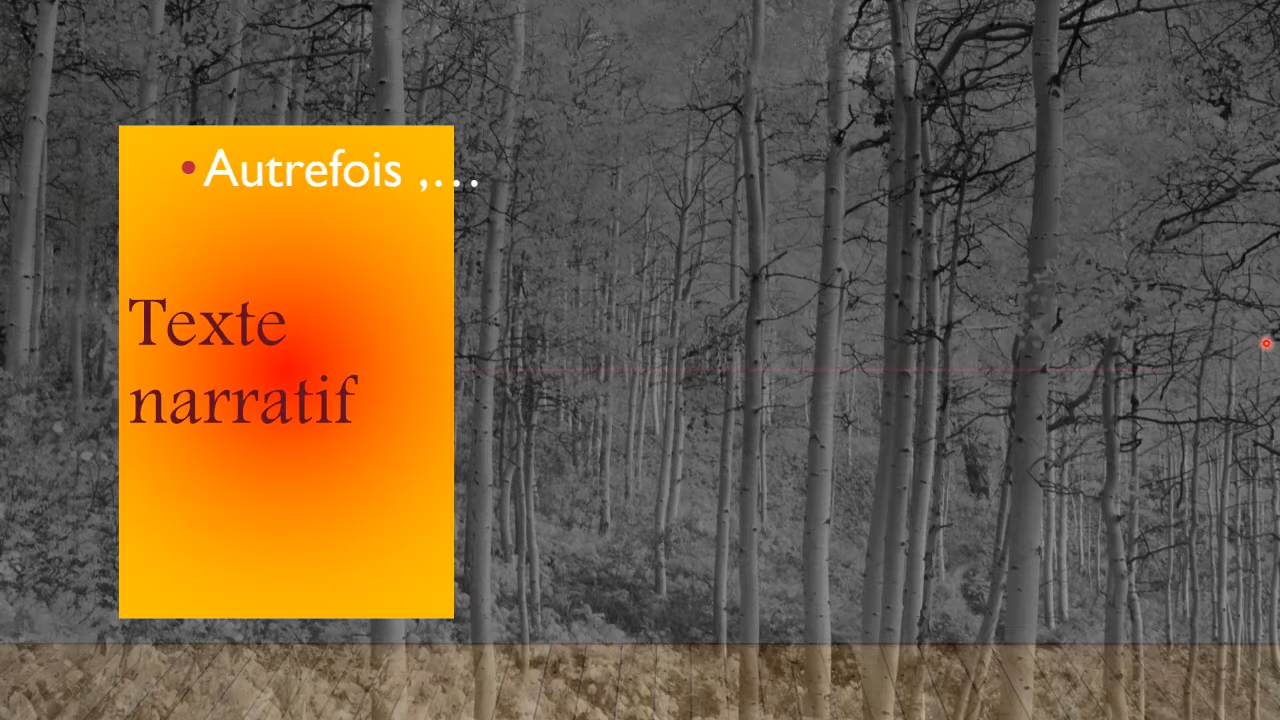 • Autrefois ,…
Texte
narratif